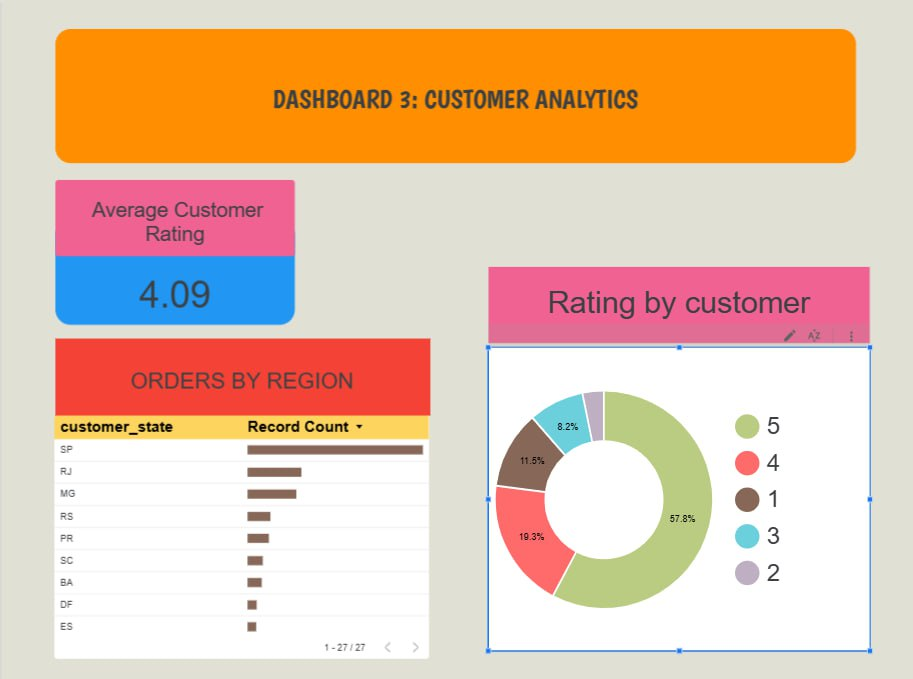 DASHBOARD 3: CUSTOMER ANALYTICS
Average Customer
Rating
4.09
ORDERS BY REGION
customer_state Record Count
SP
RJ
MG
RS
PR
SC
BA
DF
ES
1 - 27 / 27
Rating by customer
57.8%
19.3%
11.5%
8.2%
5
4
1
3
2